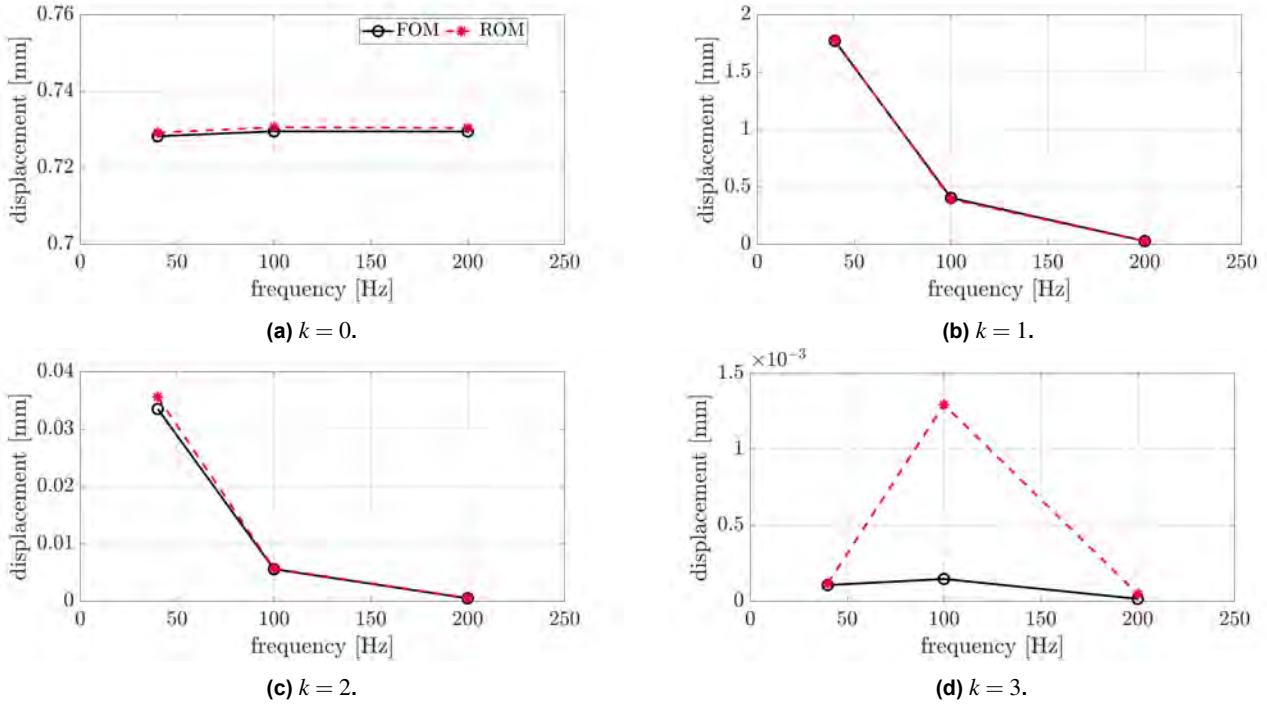 0.76
0.74
0.72
0.7
displacement [mm]
FOM
ROM
0 50 100 150 200 250
frequency [Hz]
(a) k = 0.
2
1.5
1
0.5
0
displacement [mm]
0 50 100 150 200 250
frequency [Hz]
(b) k = 1.
0.04
0.03
0.02
0.01
0
displacement [mm]
0 50 100 150 200 250
frequency [Hz]
(c) k = 2.
×10⁻³
1.5
1
0.5
0
displacement [mm]
0 50 100 150 200 250
frequency [Hz]
(d) k = 3.